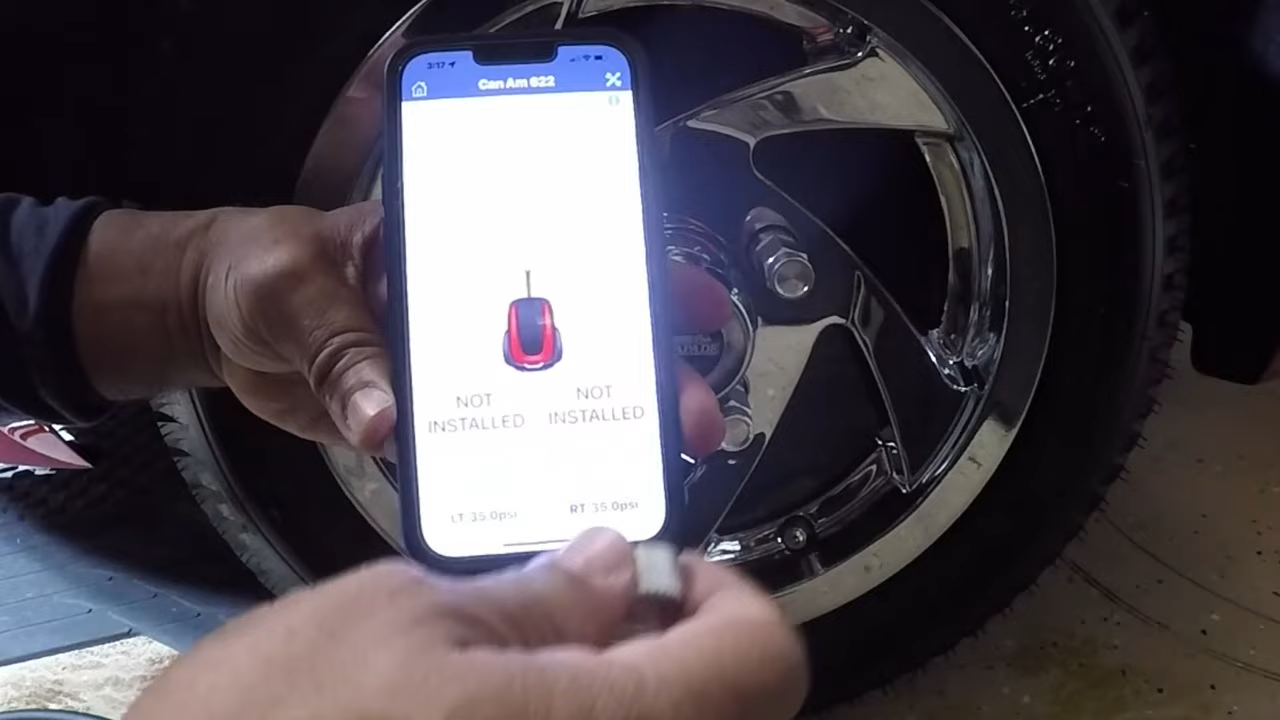 3:17
Can Am 622
NOT
INSTALLED
NOT
INSTALLED
LT 35.0psi
RT 35.0psi